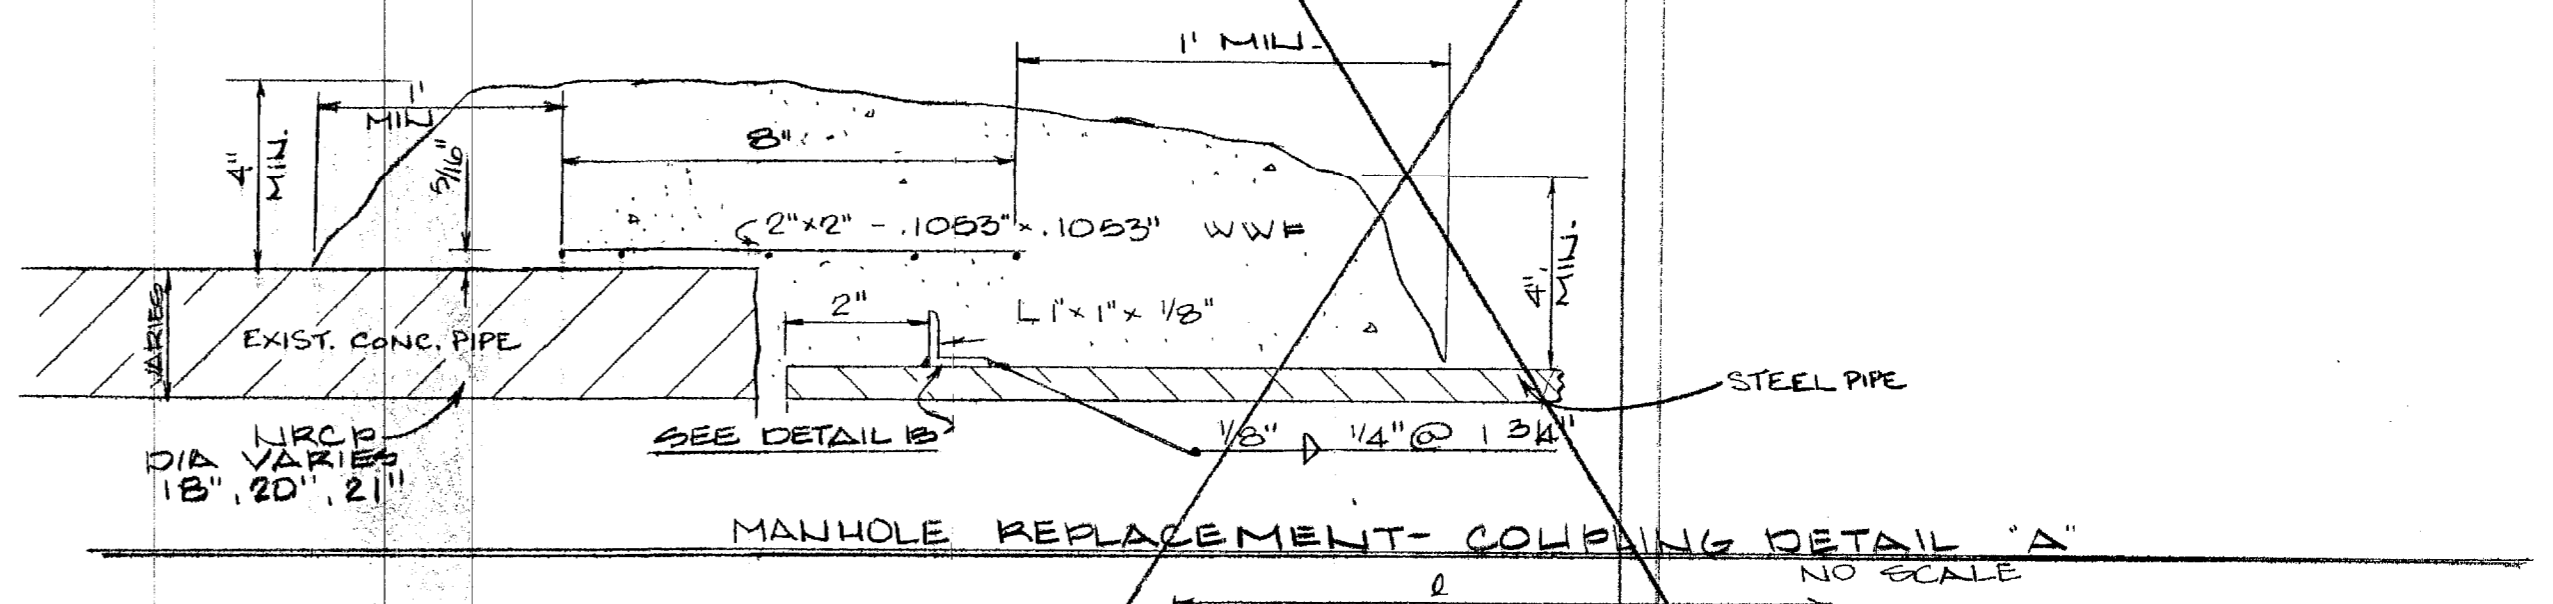 1' MIN.
1'
MIN
4"
MIN.
5/16"
8"
2"x2" - .1053"x.1053" WWF
VARIES
EXIST. CONC. PIPE
2"
L 1"x1"x 1/8"
4"
MIN.
STEEL PIPE
NRCP
DIA VARIES
18", 20", 21"
SEE DETAIL B
1/8" 1/4"@ 1 3/4"
MANHOLE REPLACEMENT- COUPLING DETAIL "A"
NO SCALE
l